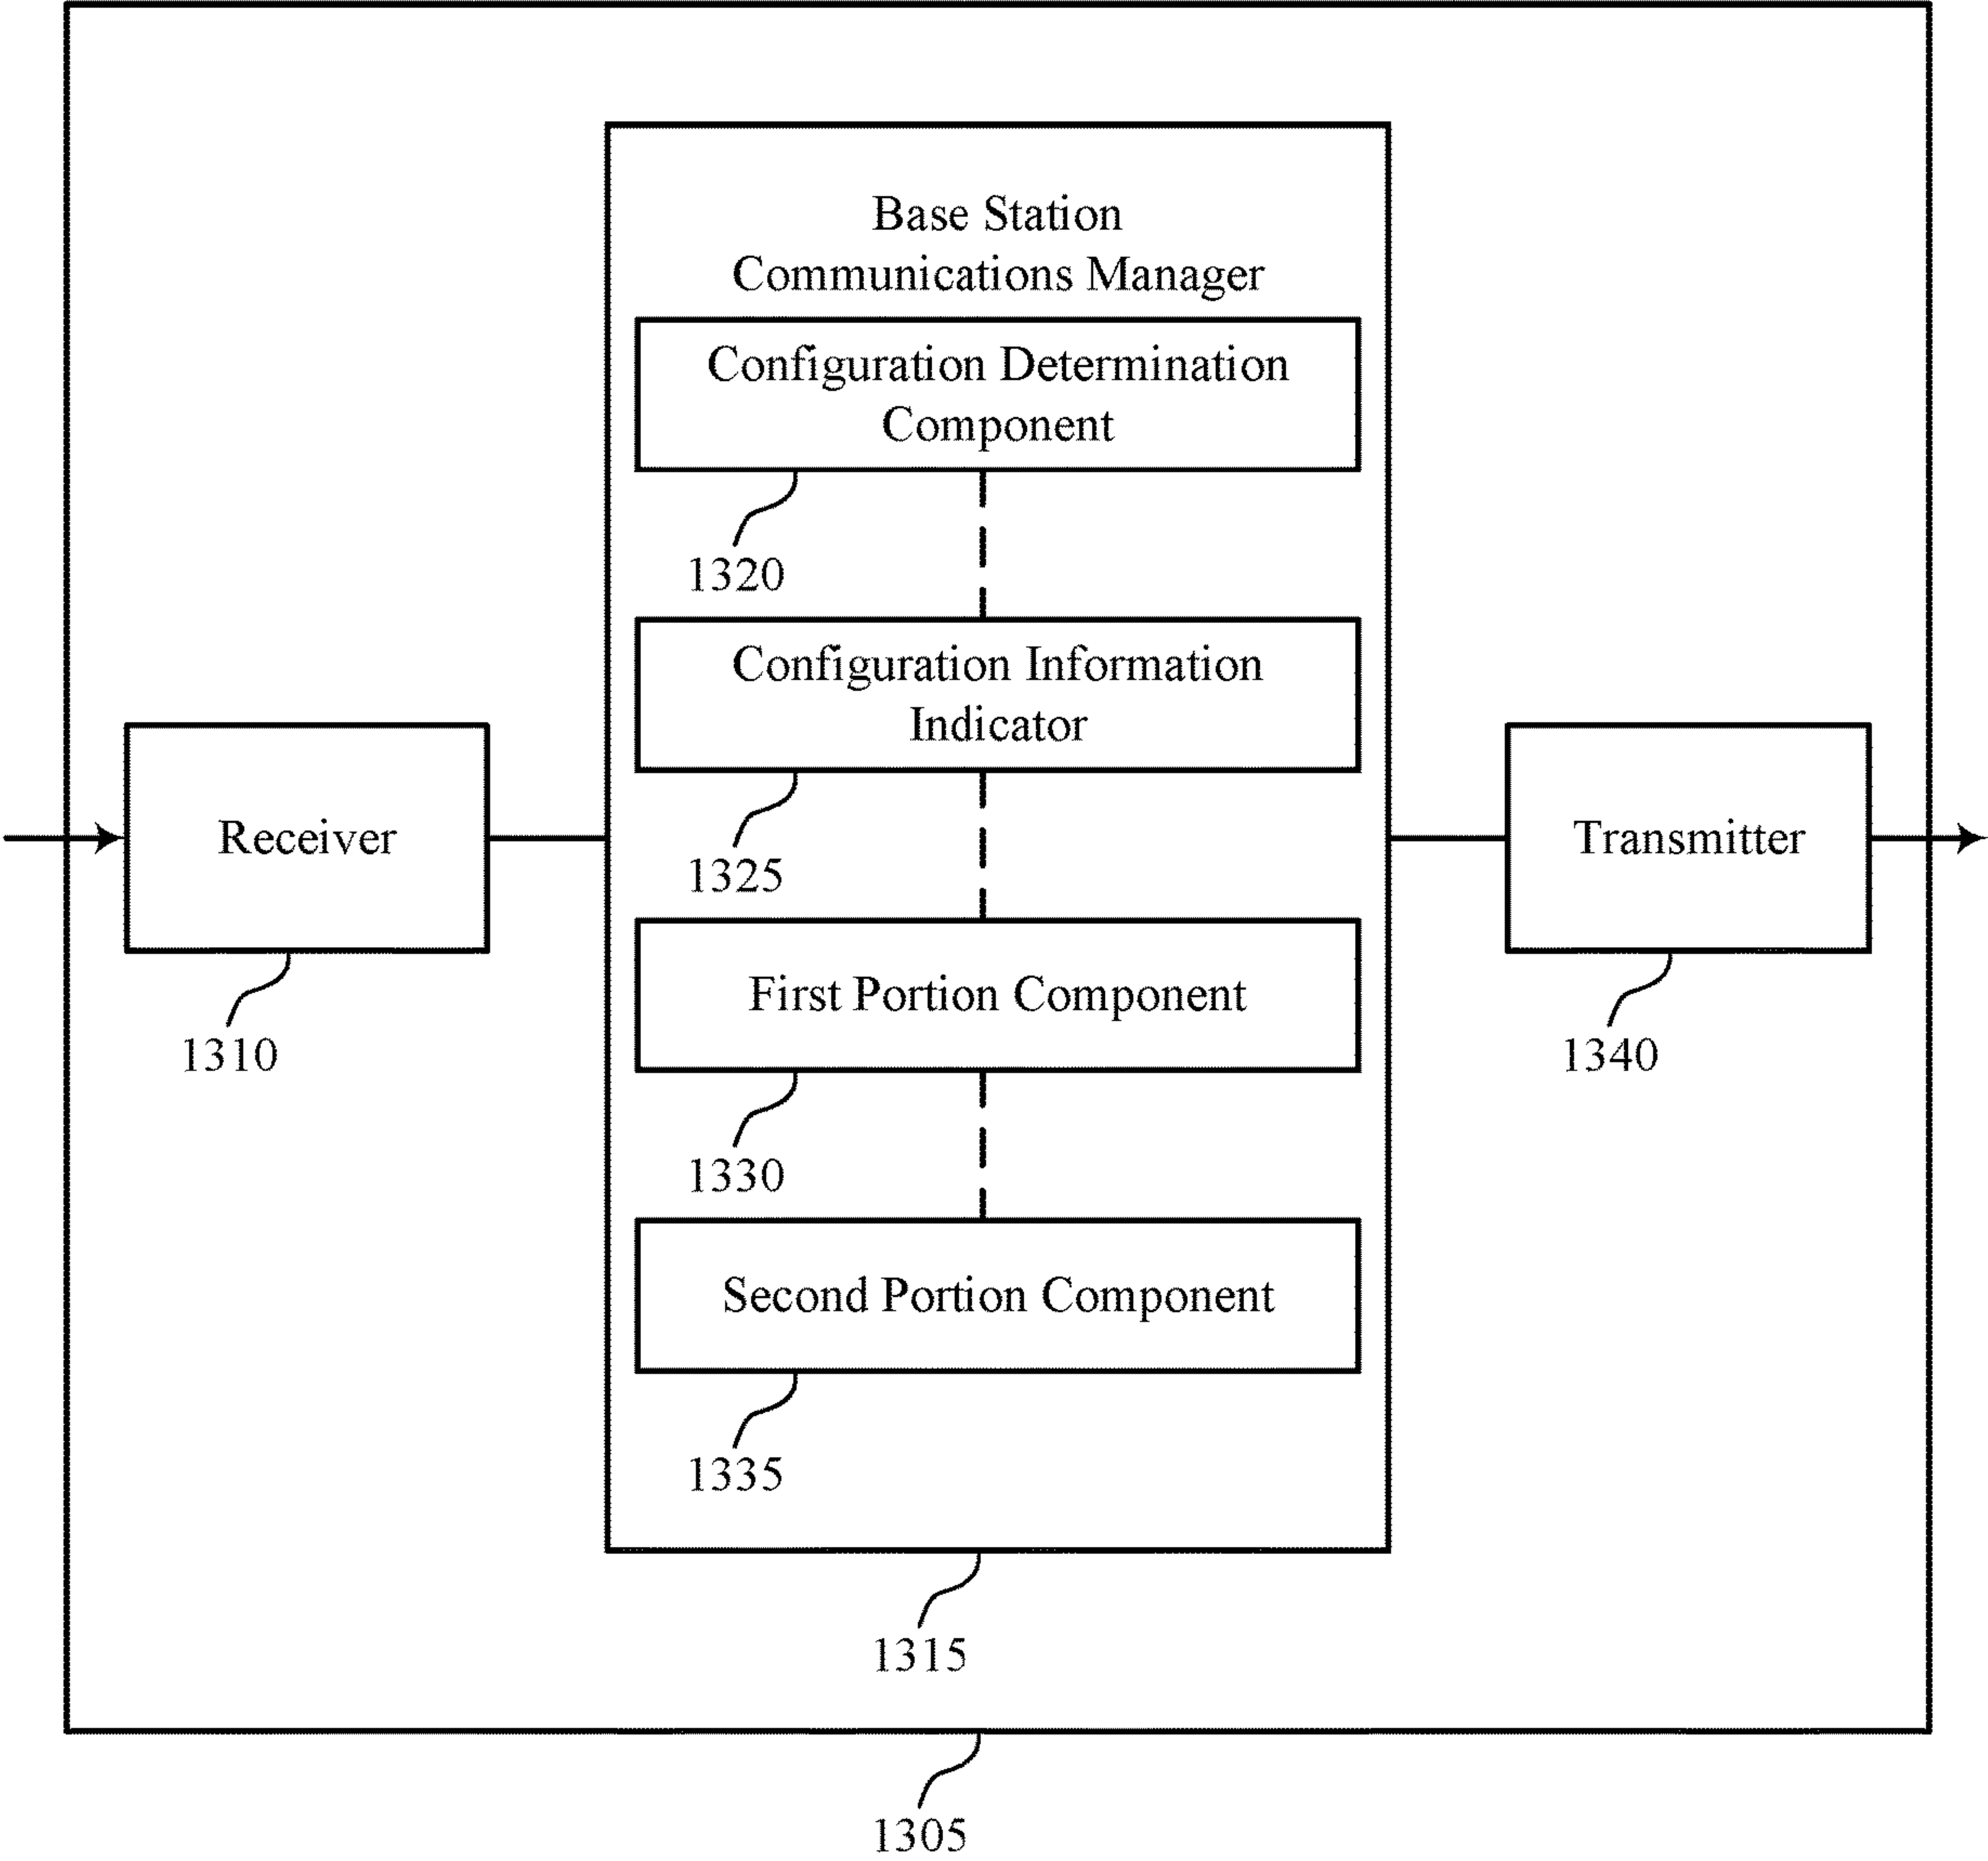 Base Station
Communications Manager
Configuration Determination
Component
1320
Configuration Information
Indicator
1325
Receiver
1310
First Portion Component
1330
Second Portion Component
1335
Transmitter
1340
1315
1305